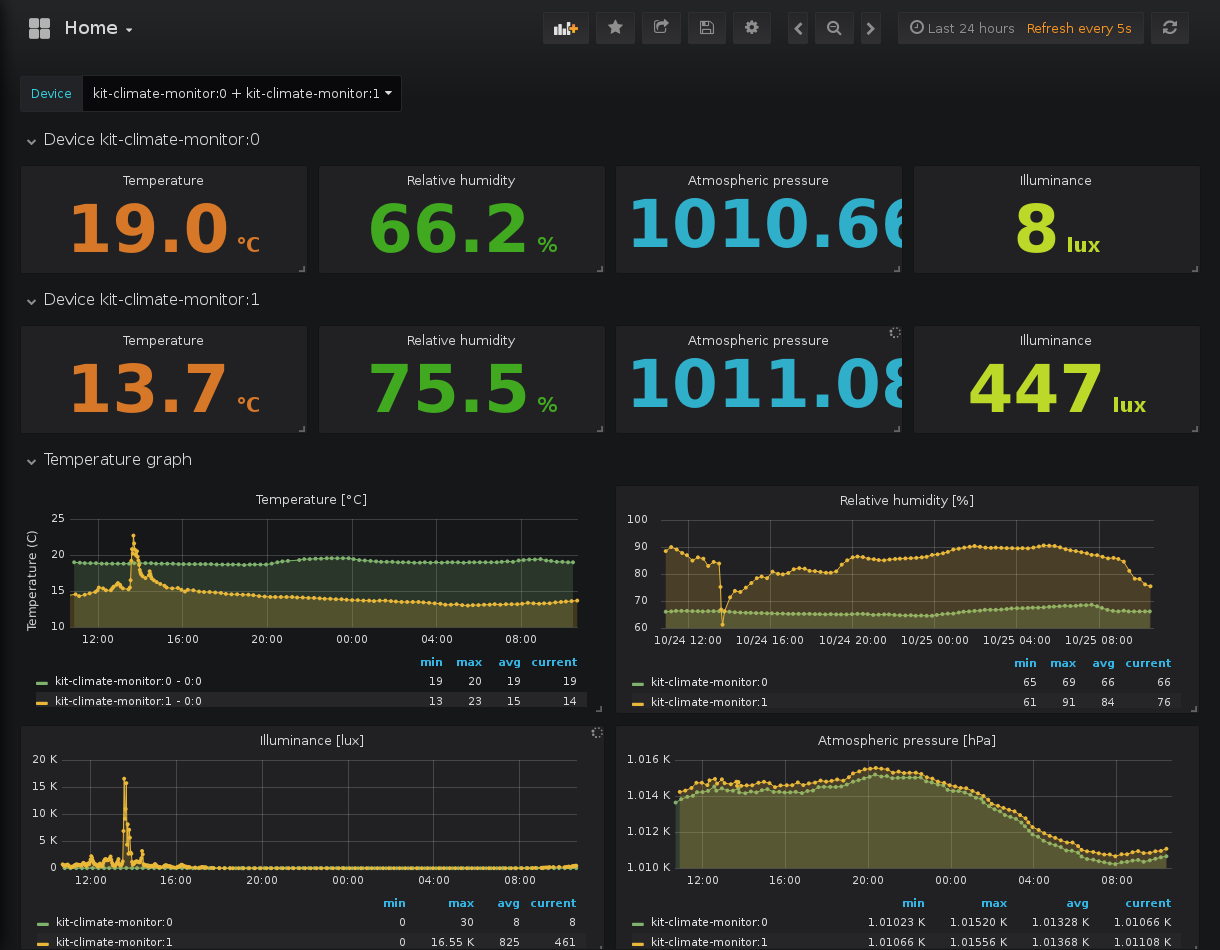 Home
Last 24 hours Refresh every 5s
Device kit-climate-monitor:0 + kit-climate-monitor:1
Device kit-climate-monitor:0
Temperature
19.0 °C
Relative humidity
66.2 %
Atmospheric pressure
1010.66
Illuminance
8 lux
Device kit-climate-monitor:1
Temperature
13.7 °C
Relative humidity
75.5 %
Atmospheric pressure
1011.08
Illuminance
447 lux
Temperature graph
Temperature [°C]
Temperature (C)
25
20
15
10
12:00 16:00 20:00 00:00 04:00 08:00
min max avg current
kit-climate-monitor:0 - 0:0 19 20 19 19
kit-climate-monitor:1 - 0:0 13 23 15 14
Relative humidity [%]
100
90
80
70
60
10/24 12:00 10/24 16:00 10/24 20:00 10/25 00:00 10/25 04:00 10/25 08:00
min max avg current
kit-climate-monitor:0 65 69 66 66
kit-climate-monitor:1 61 91 84 76
Illuminance [lux]
20 K
15 K
10 K
5 K
0
12:00 16:00 20:00 00:00 04:00 08:00
min max avg current
kit-climate-monitor:0 0 30 8 8
kit-climate-monitor:1 0 16.55 K 825 461
Atmospheric pressure [hPa]
1.016 K
1.014 K
1.012 K
1.010 K
12:00 16:00 20:00 00:00 04:00 08:00
min max avg current
kit-climate-monitor:0 1.01023 K 1.01520 K 1.01328 K 1.01066 K
kit-climate-monitor:1 1.01066 K 1.01556 K 1.01368 K 1.01108 K